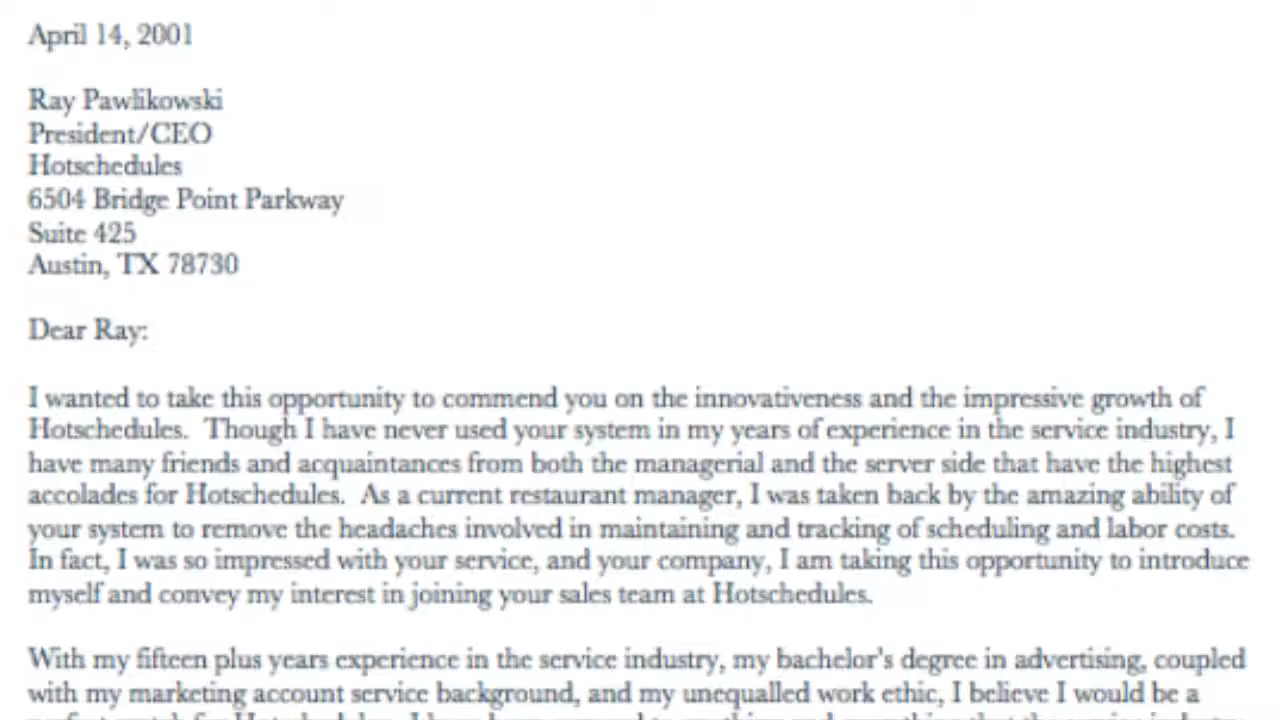 April 14, 2001
Ray Pawlikowski
President/CEO
Hotschedules
6504 Bridge Point Parkway
Suite 425
Austin, TX 78730
Dear Ray:
I wanted to take this opportunity to commend you on the innovativeness and the impressive growth of
Hotschedules.  Though I have never used your system in my years of experience in the service industry, I
have many friends and acquaintances from both the managerial and the server side that have the highest
accolades for Hotschedules.  As a current restaurant manager, I was taken back by the amazing ability of
your system to remove the headaches involved in maintaining and tracking of scheduling and labor costs.
In fact, I was so impressed with your service, and your company, I am taking this opportunity to introduce
myself and convey my interest in joining your sales team at Hotschedules.
With my fifteen plus years experience in the service industry, my bachelor's degree in advertising, coupled
with my marketing account service background, and my unequalled work ethic, I believe I would be a